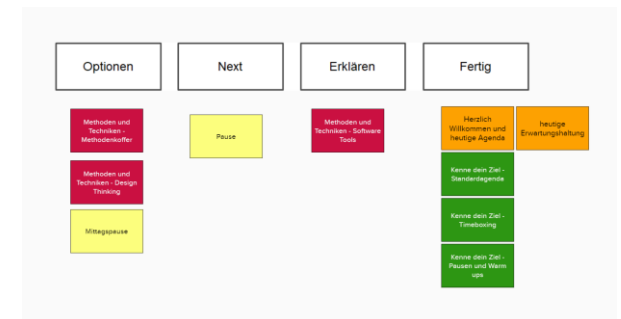 Optionen
Next
Erklären
Fertig
Methoden und
Techniken -
Methodenkoffer
Methoden und
Techniken - Design
Thinking
Mittagspause
Pause
Methoden und
Techniken - Software
Tools
Herzlich
Willkommen und
heutige Agenda
heutige
Erwartungshaltung
Kenne dein Ziel -
Standardagenda
Kenne dein Ziel -
Timeboxing
Kenne dein Ziel -
Pausen und Warm
ups